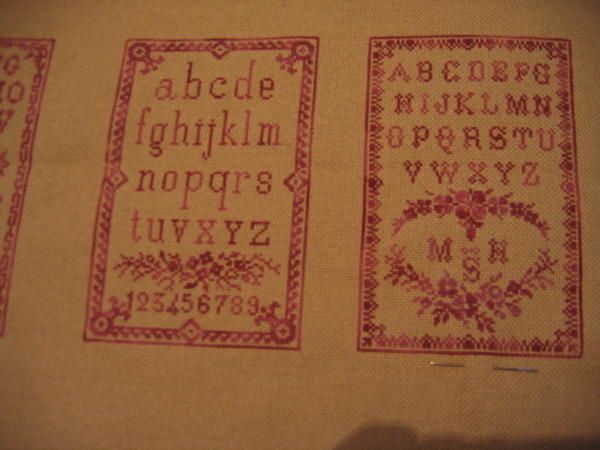 abcde
fghijklm
nopqrs
tuvxyz
123456789
ABCDEFG
HIJKLMN
OPQRSTU
VWXYZ
M H
S